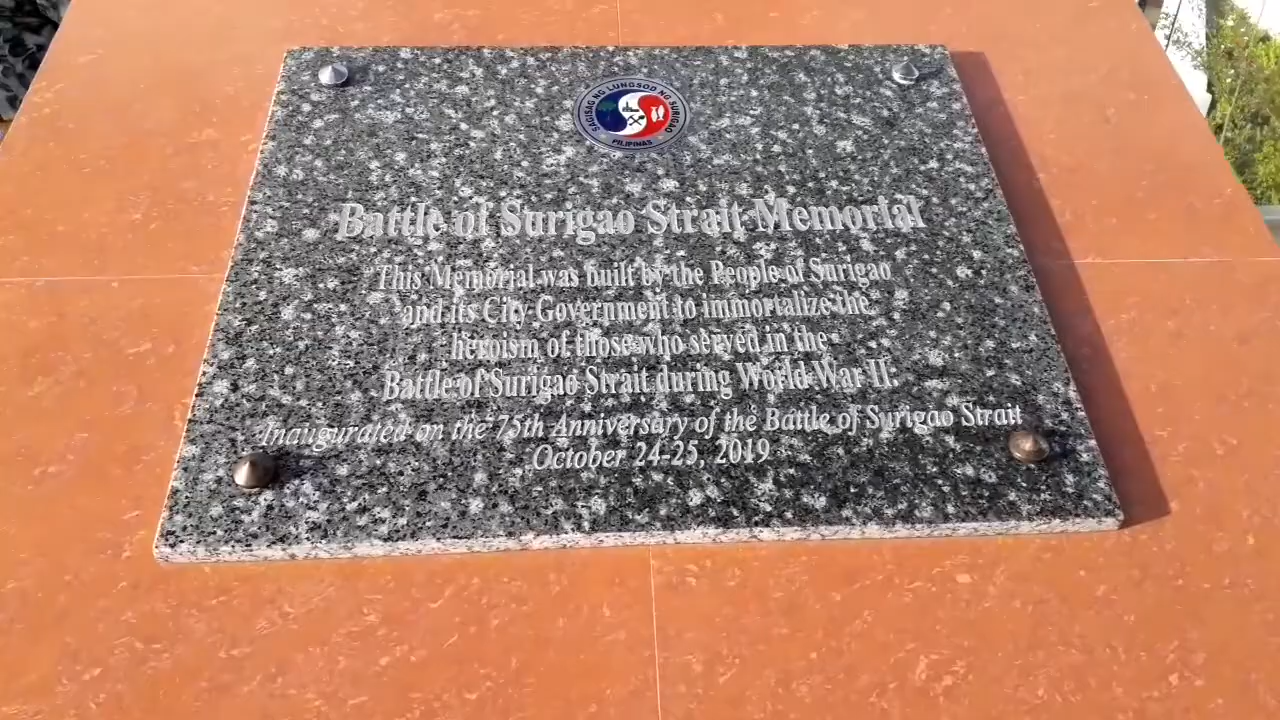 SAGISAG NG LUNGSOD NG SURIGAO
PILIPINAS
Battle of Surigao Strait Memorial
This Memorial was built by the People of Surigao
and its City Government to immortalize the
heroism of those who served in the
Battle of Surigao Strait during World War II.
Inaugurated on the 75th Anniversary of the Battle of Surigao Strait
October 24-25, 2019